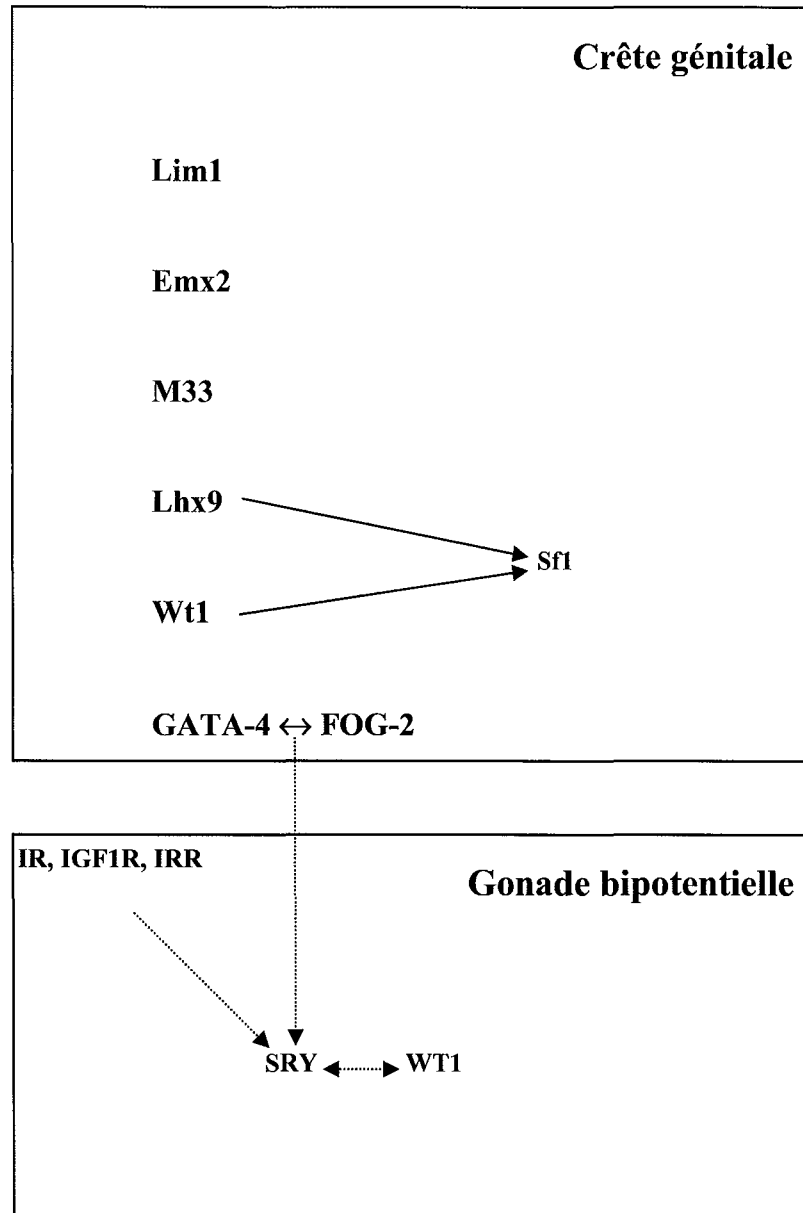 Crête génitale
Lim1
Emx2
M33
Lhx9
Sf1
Wt1
GATA-4 ↔ FOG-2
IR, IGF1R, IRR
Gonade bipotentielle
SRY WT1